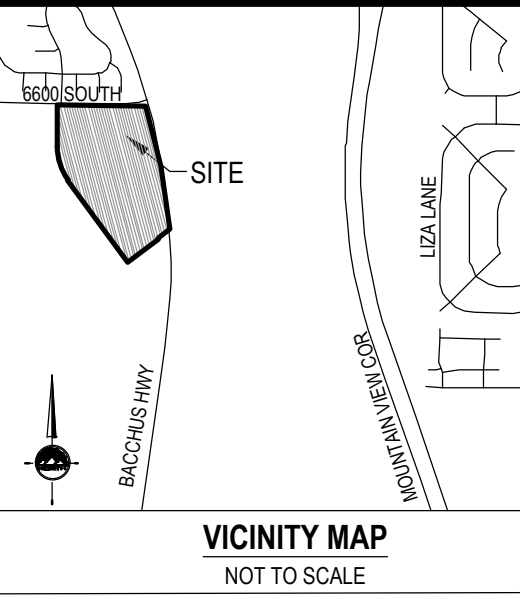 6600 SOUTH
SITE
LIZA LANE
BACCHUS HWY
MOUNTAIN VIEW COR
VICINITY MAP
NOT TO SCALE